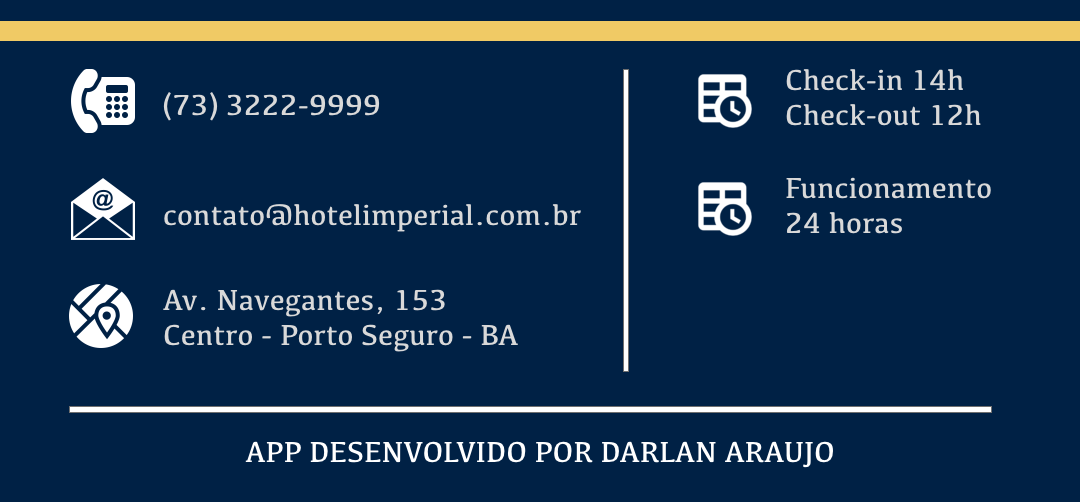 (73) 3222-9999
contato@hotelimperial.com.br
Av. Navegantes, 153
Centro - Porto Seguro - BA
Check-in 14h
Check-out 12h
Funcionamento
24 horas
APP DESENVOLVIDO POR DARLAN ARAUJO